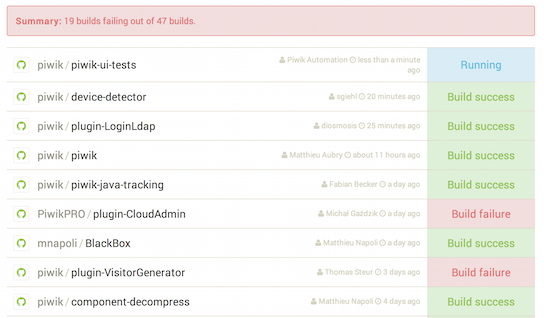 Summary: 19 builds failing out of 47 builds.
piwik / piwik-ui-tests Piwik Automation less than a minute ago Running
piwik / device-detector sgiehl 20 minutes ago Build success
piwik / plugin-LoginLdap diosmosis 25 minutes ago Build success
piwik / piwik Matthieu Aubry about 11 hours ago Build success
piwik / piwik-java-tracking Fabian Becker a day ago Build success
PiwikPRO / plugin-CloudAdmin Michał Gaździk a day ago Build failure
mnapoli / BlackBox Matthieu Napoli a day ago Build success
piwik / plugin-VisitorGenerator Thomas Steur 3 days ago Build failure
piwik / component-decompress Matthieu Napoli 4 days ago Build success